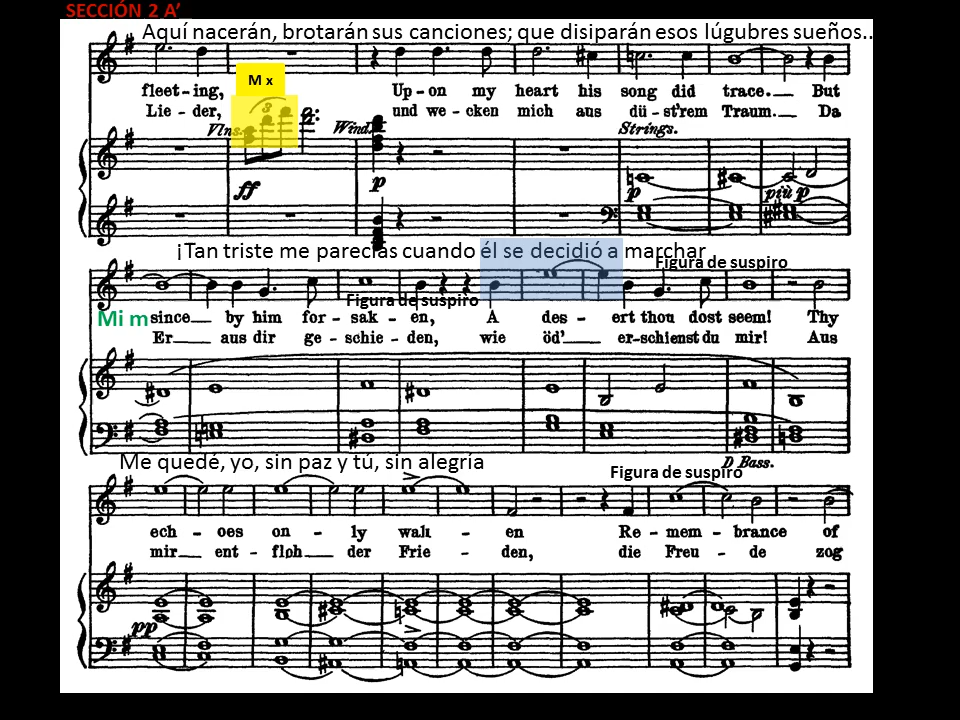 SECCIÓN 2 A’
Aquí nacerán, brotarán sus canciones; que disiparán esos lúgubres sueños..
M x
fleet-ing, Up-on my heart his song did trace.— But
3
Lie-der, und we-cken mich aus dü-st'rem Traum.— Da
Vlns. Wind. Strings.
ff p p più p
¡Tan triste me parecías cuando él se decidió a marchar
Figura de suspiro
Figura de suspiro
Mi m since— by him for-sak-en, A des-ert thou dost seem! Thy
Er— aus dir ge-schie-den, wie öd'— er-schienst du mir! Aus
Me quedé, yo, sin paz y tú, sin alegría
D Bass.
Figura de suspiro
ech-oes on-ly wak-en Re-mem-brance of
mir— ent-floh— der Frie-den, die Freu-de zog
pp